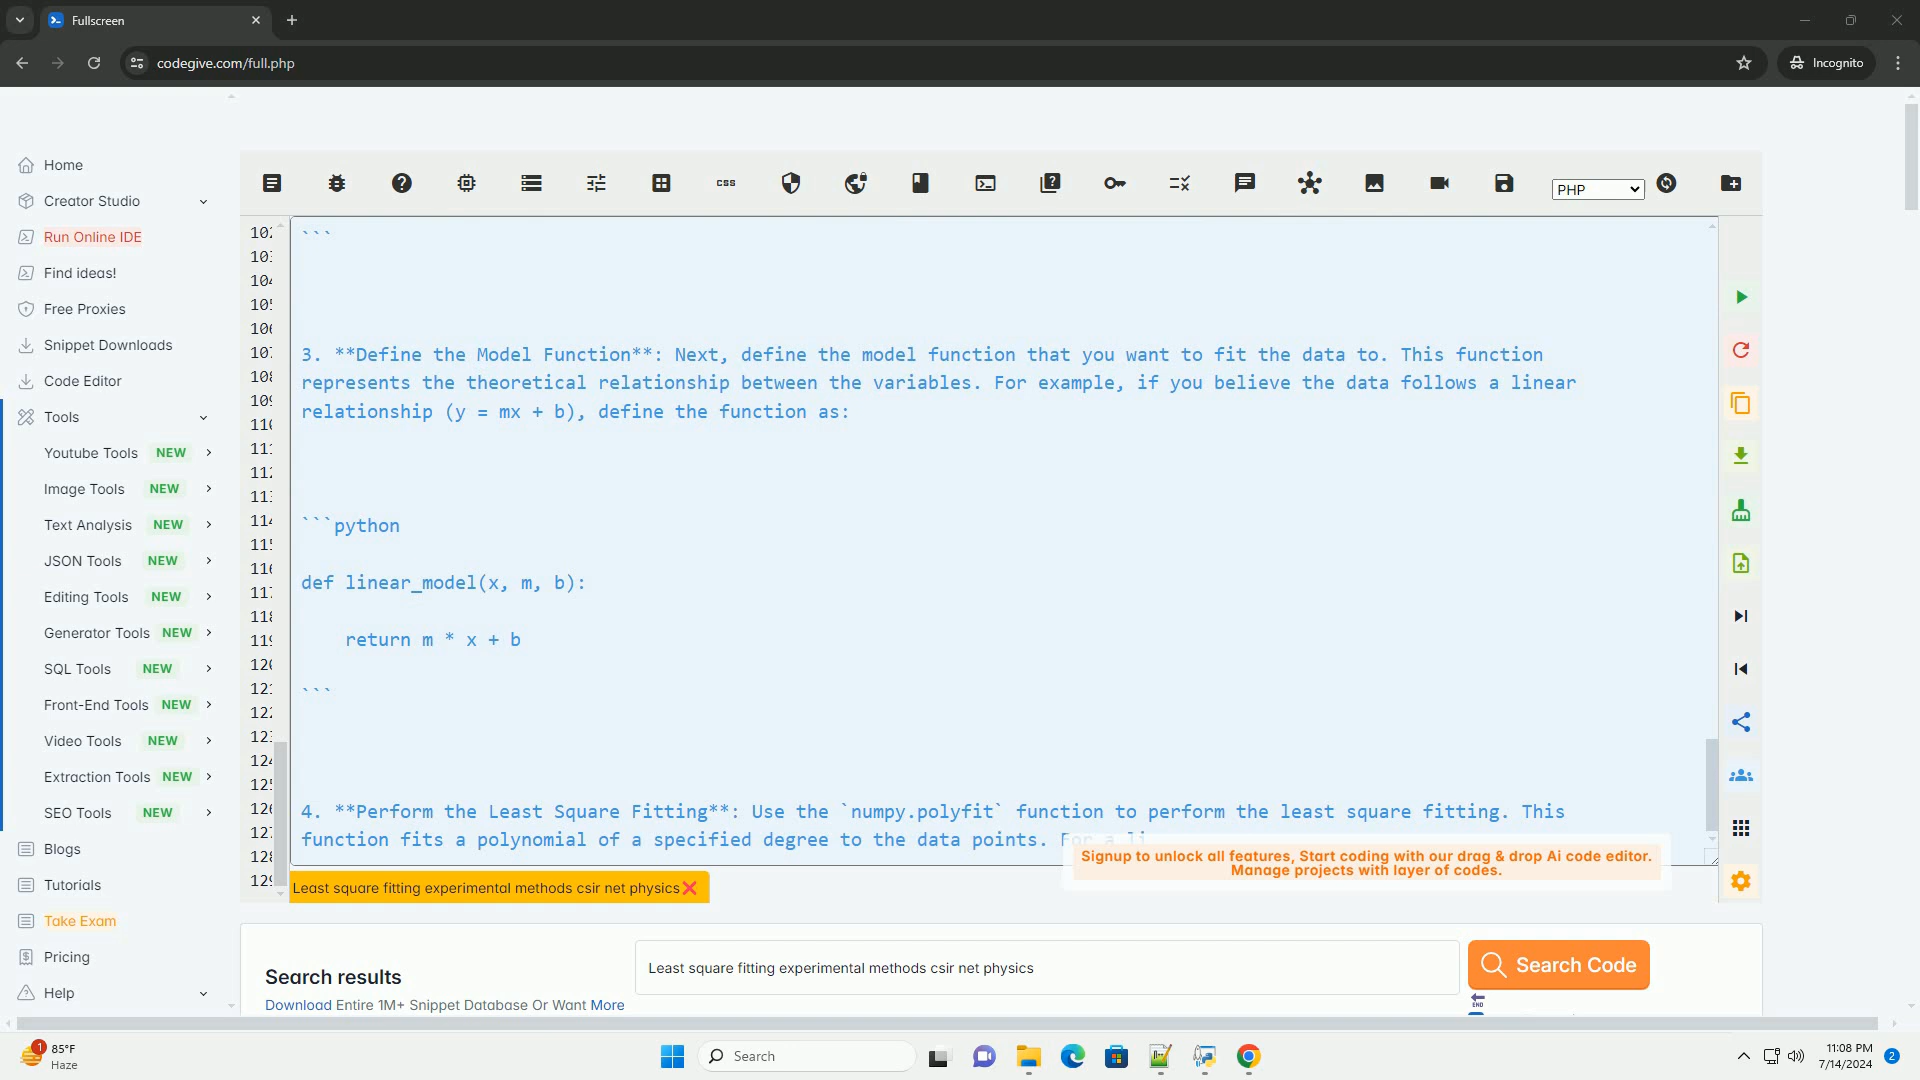 Fullscreen
codegive.com/full.php
Incognito
Home
Creator Studio
Run Online IDE
Find ideas!
Free Proxies
Snippet Downloads
Code Editor
Tools
Youtube Tools NEW
Image Tools NEW
Text Analysis NEW
JSON Tools NEW
Editing Tools NEW
Generator Tools NEW
SQL Tools NEW
Front-End Tools NEW
Video Tools NEW
Extraction Tools NEW
SEO Tools NEW
Blogs
Tutorials
Take Exam
Pricing
Help
css
PHP
```
3. **Define the Model Function**: Next, define the model function that you want to fit the data to. This function
represents the theoretical relationship between the variables. For example, if you believe the data follows a linear
relationship (y = mx + b), define the function as:
```python
def linear_model(x, m, b):
return m * x + b
```
4. **Perform the Least Square Fitting**: Use the `numpy.polyfit` function to perform the least square fitting. This
function fits a polynomial of a specified degree to the data points. For a li
Signup to unlock all features, Start coding with our drag & drop Ai code editor.
Manage projects with layer of codes.
Least square fitting experimental methods csir net physics
Search results
Download Entire 1M+ Snippet Database Or Want More
Least square fitting experimental methods csir net physics
Search Code
END
1
85°F
Haze
Search
11:08 PM
7/14/2024
2